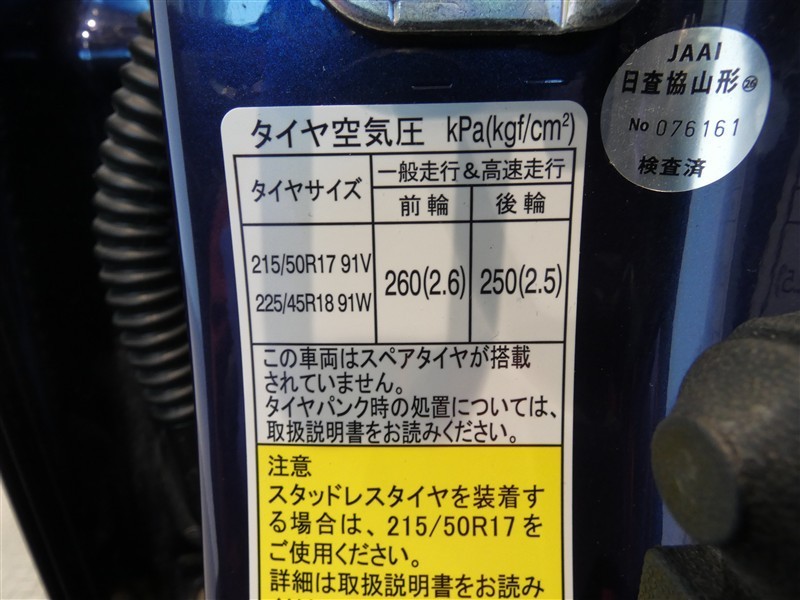 JAAI
日査協山形㉖
No 076161
検査済
タイヤ空気圧 kPa(kgf/cm²)
タイヤサイズ
一般走行&高速走行
前輪 後輪
215/50R17 91V
225/45R18 91W
260(2.6) 250(2.5)
この車両はスペアタイヤが搭載
されていません。
タイヤパンク時の処置については、
取扱説明書をお読みください。
注意
スタッドレスタイヤを装着す
る場合は、215/50R17を
ご使用ください。
詳細は取扱説明書をお読み